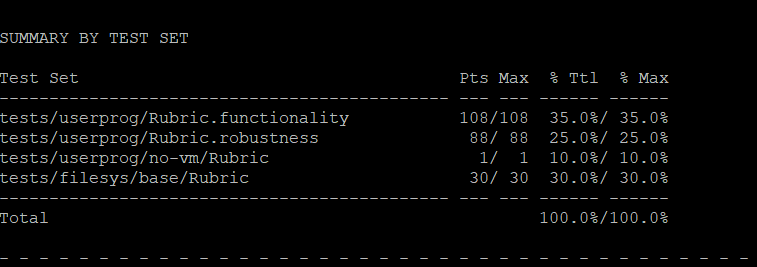 SUMMARY BY TEST SET
Test Set                                      Pts Max  % Ttl  % Max
--------------------------------------------- --- --- ------ ------
tests/userprog/Rubric.functionality           108/108  35.0%/ 35.0%
tests/userprog/Rubric.robustness               88/ 88  25.0%/ 25.0%
tests/userprog/no-vm/Rubric                     1/  1  10.0%/ 10.0%
tests/filesys/base/Rubric                      30/ 30  30.0%/ 30.0%
--------------------------------------------- --- --- ------ ------
Total                                                 100.0%/100.0%
- - - - - - - - - - - - - - - - - - - - - - - - - - - - - - - - - - - - - -